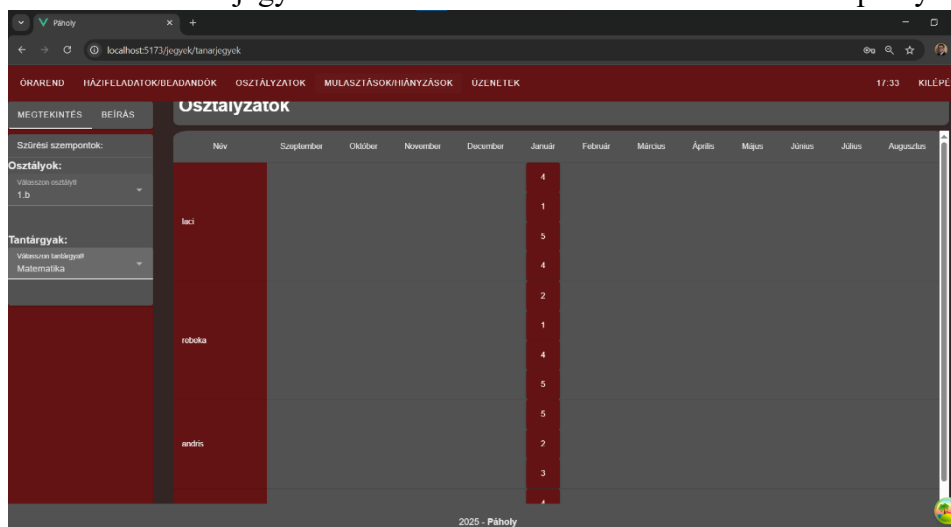 Páholy
localhost:5173/jegyek/tanarjegyek
ÓRAREND HÁZIFELADATOK/BEADANDÓK OSZTÁLYZATOK MULASZTÁSOK/HIÁNYZÁSOK ÜZENETEK 17:33 KILÉPÉ
MEGTEKINTÉS BEÍRÁS
Osztályzatok
Szűrési szempontok:
Osztályok:
Válasszon osztályt!
1.b
Tantárgyak:
Válasszon tantárgyat!
Matematika
Név Szeptember Október November December Január Február Március Április Május Június Július Augusztus
laci
4
1
5
4
rebeka
2
1
4
5
andris
5
2
3
4
2025 - Páholy